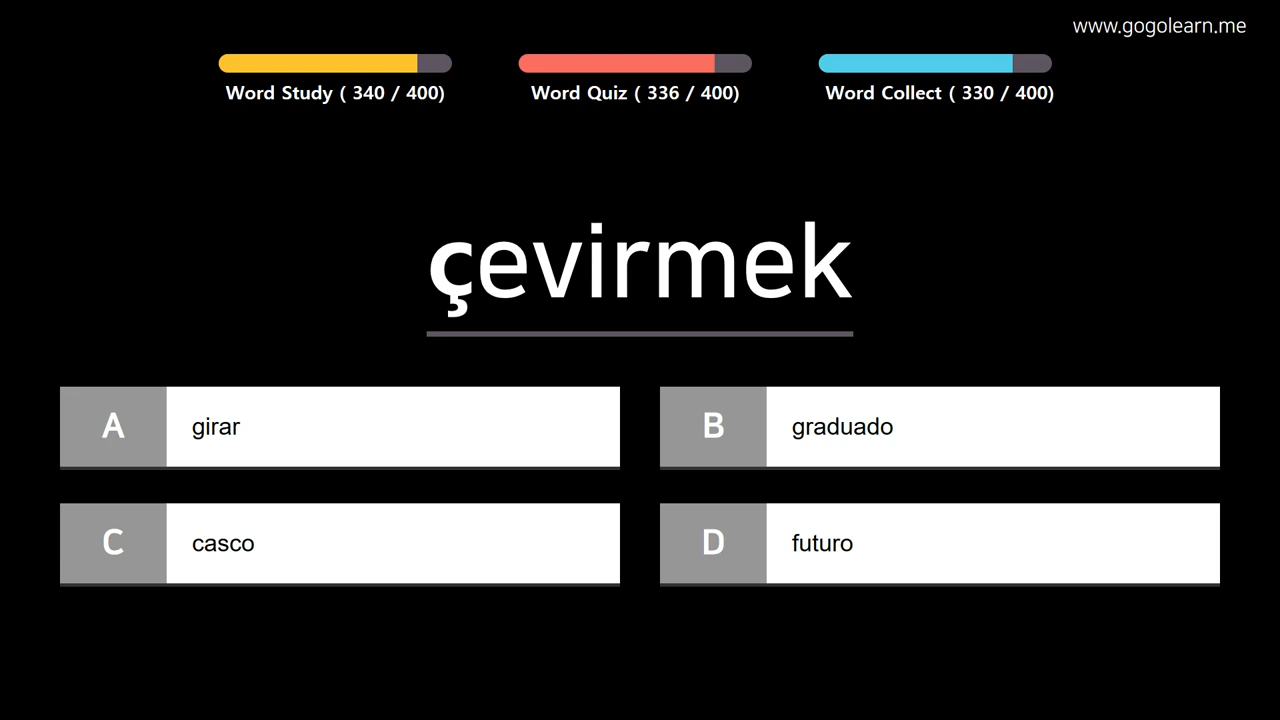 www.gogolearn.me
Word Study ( 340 / 400)
Word Quiz ( 336 / 400)
Word Collect ( 330 / 400)
çevirmek
A girar
B graduado
C casco
D futuro